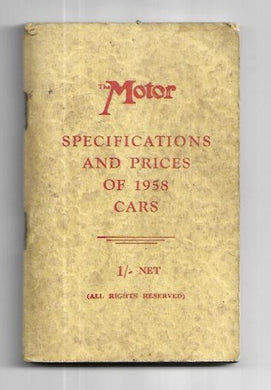 The Motor
SPECIFICATIONS
AND PRICES
OF 1958
CARS
1/- NET
(ALL RIGHTS RESERVED)